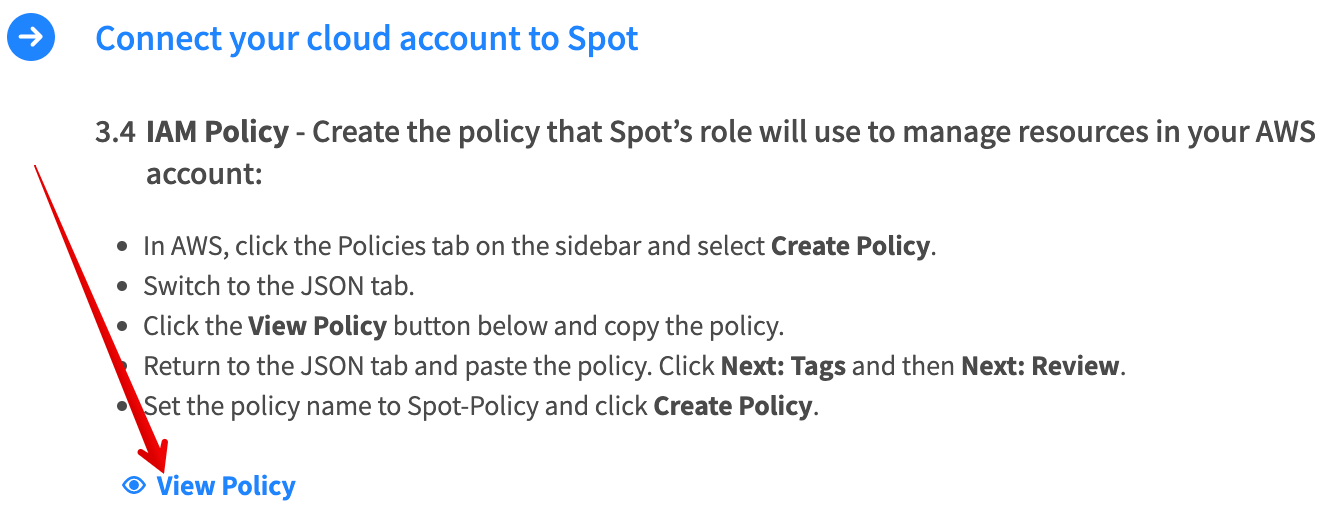 Connect your cloud account to Spot
3.4 IAM Policy - Create the policy that Spot’s role will use to manage resources in your AWS
account:
• In AWS, click the Policies tab on the sidebar and select Create Policy.
• Switch to the JSON tab.
• Click the View Policy button below and copy the policy.
• Return to the JSON tab and paste the policy. Click Next: Tags and then Next: Review.
• Set the policy name to Spot-Policy and click Create Policy.
View Policy